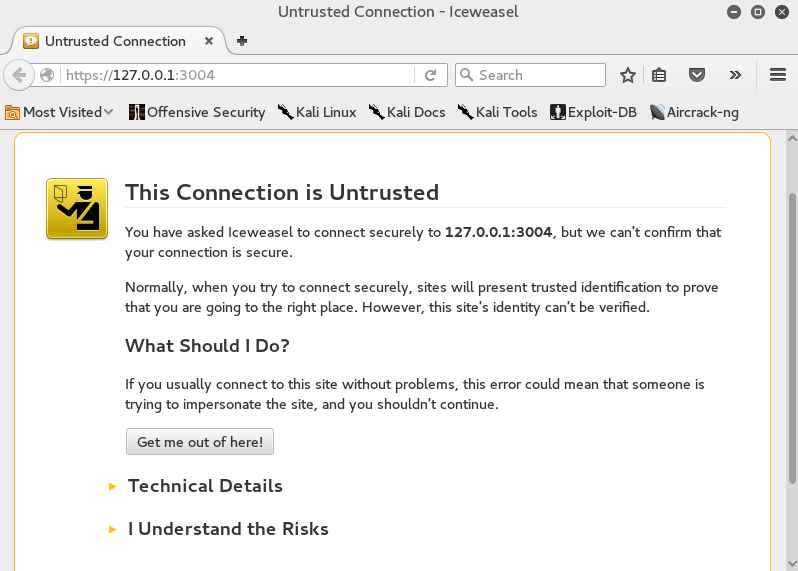 Untrusted Connection - Iceweasel
Untrusted Connection
https://127.0.0.1:3004
Search
Most Visited Offensive Security Kali Linux Kali Docs Kali Tools Exploit-DB Aircrack-ng
This Connection is Untrusted
You have asked Iceweasel to connect securely to 127.0.0.1:3004, but we can't confirm that
your connection is secure.
Normally, when you try to connect securely, sites will present trusted identification to prove
that you are going to the right place. However, this site's identity can't be verified.
What Should I Do?
If you usually connect to this site without problems, this error could mean that someone is
trying to impersonate the site, and you shouldn't continue.
Get me out of here!
Technical Details
I Understand the Risks